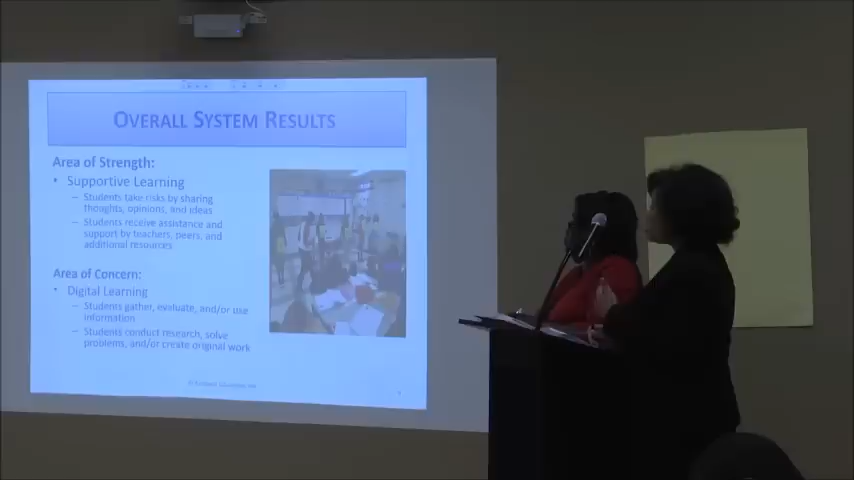 OVERALL SYSTEM RESULTS
Area of Strength:
• Supportive Learning
– Students take risks by sharing
thoughts, opinions, and ideas
– Students receive assistance and
support by teachers, peers, and
additional resources
Area of Concern:
• Digital Learning
– Students gather, evaluate, and/or use
information
– Students conduct research, solve
problems, and/or create original work